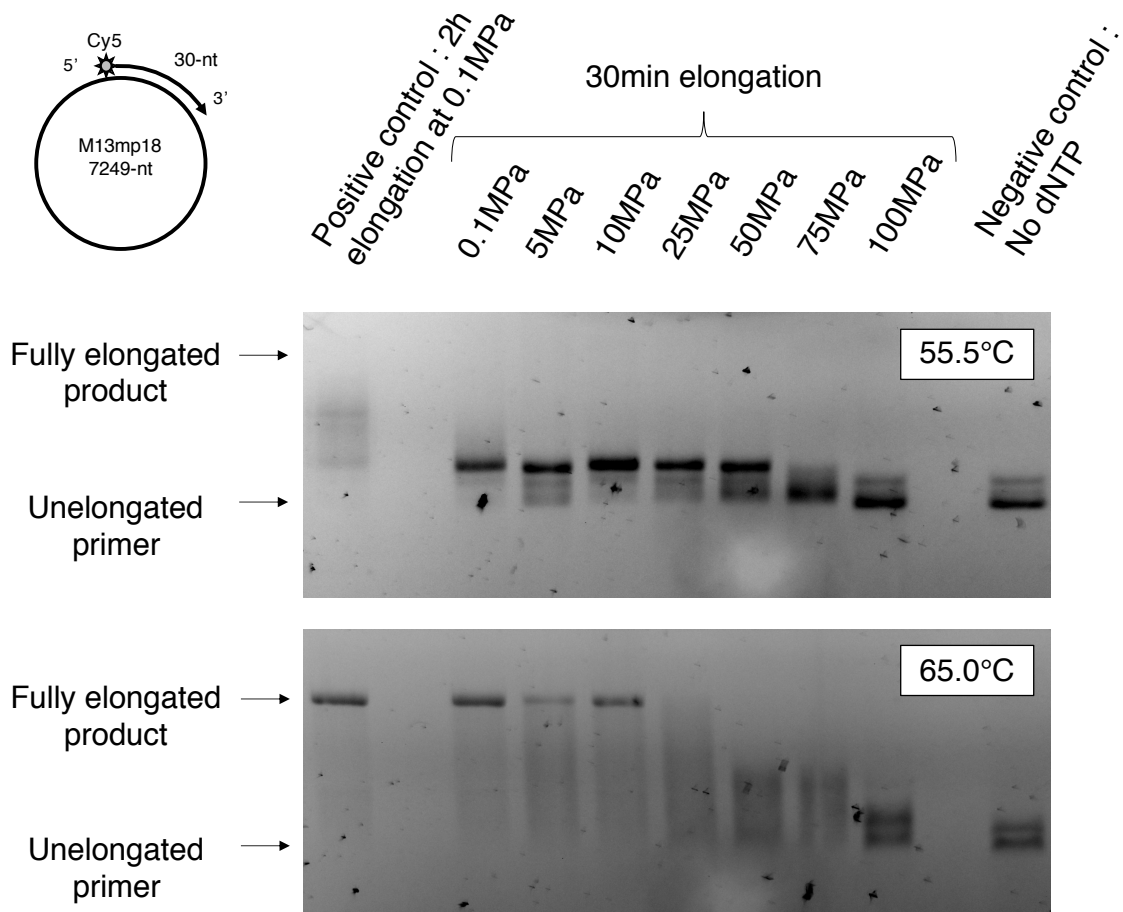 Cy5
5’
30-nt
3’
M13mp18
7249-nt
Positive control : 2h
elongation at 0.1MPa
30min elongation
0.1MPa
5MPa
10MPa
25MPa
50MPa
75MPa
100MPa
Negative control :
No dNTP
Fully elongated
product
55.5°C
Unelongated
primer
65.0°C
Fully elongated
product
Unelongated
primer